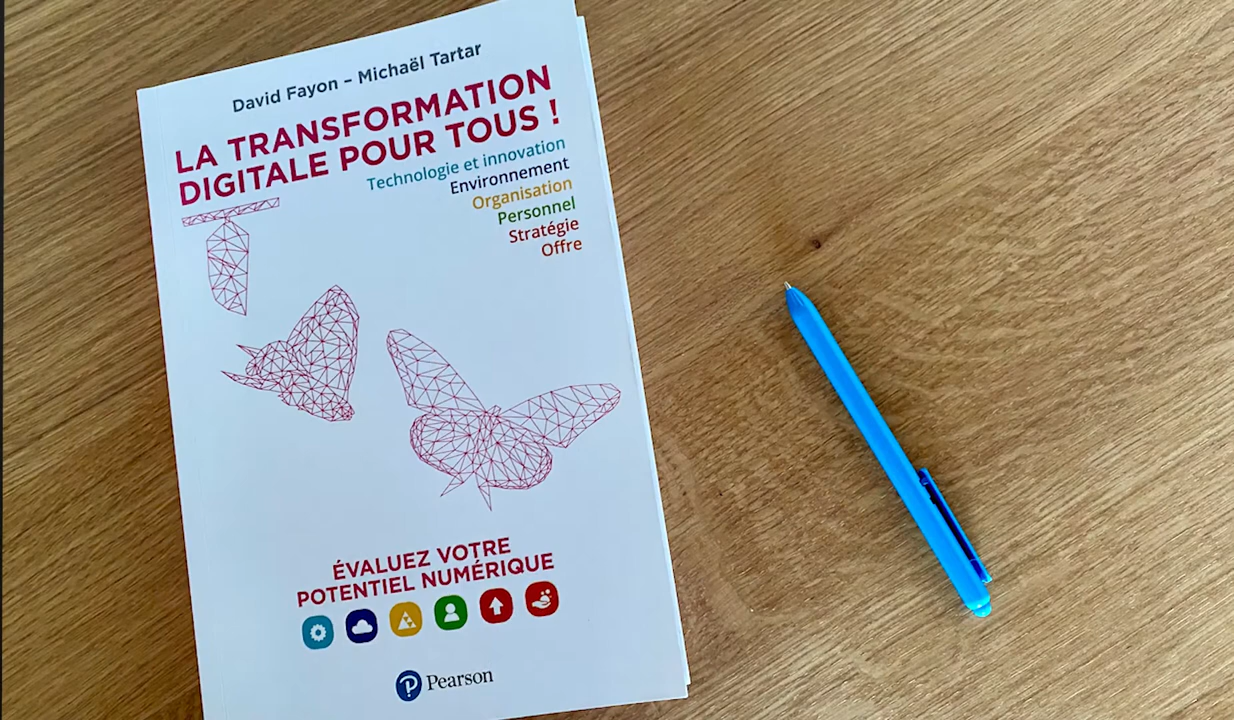 David Fayon – Michaël Tartar
LA TRANSFORMATION
DIGITALE POUR TOUS !
Technologie et innovation
Environnement
Organisation
Personnel
Stratégie
Offre
ÉVALUEZ VOTRE
POTENTIEL NUMÉRIQUE
Pearson